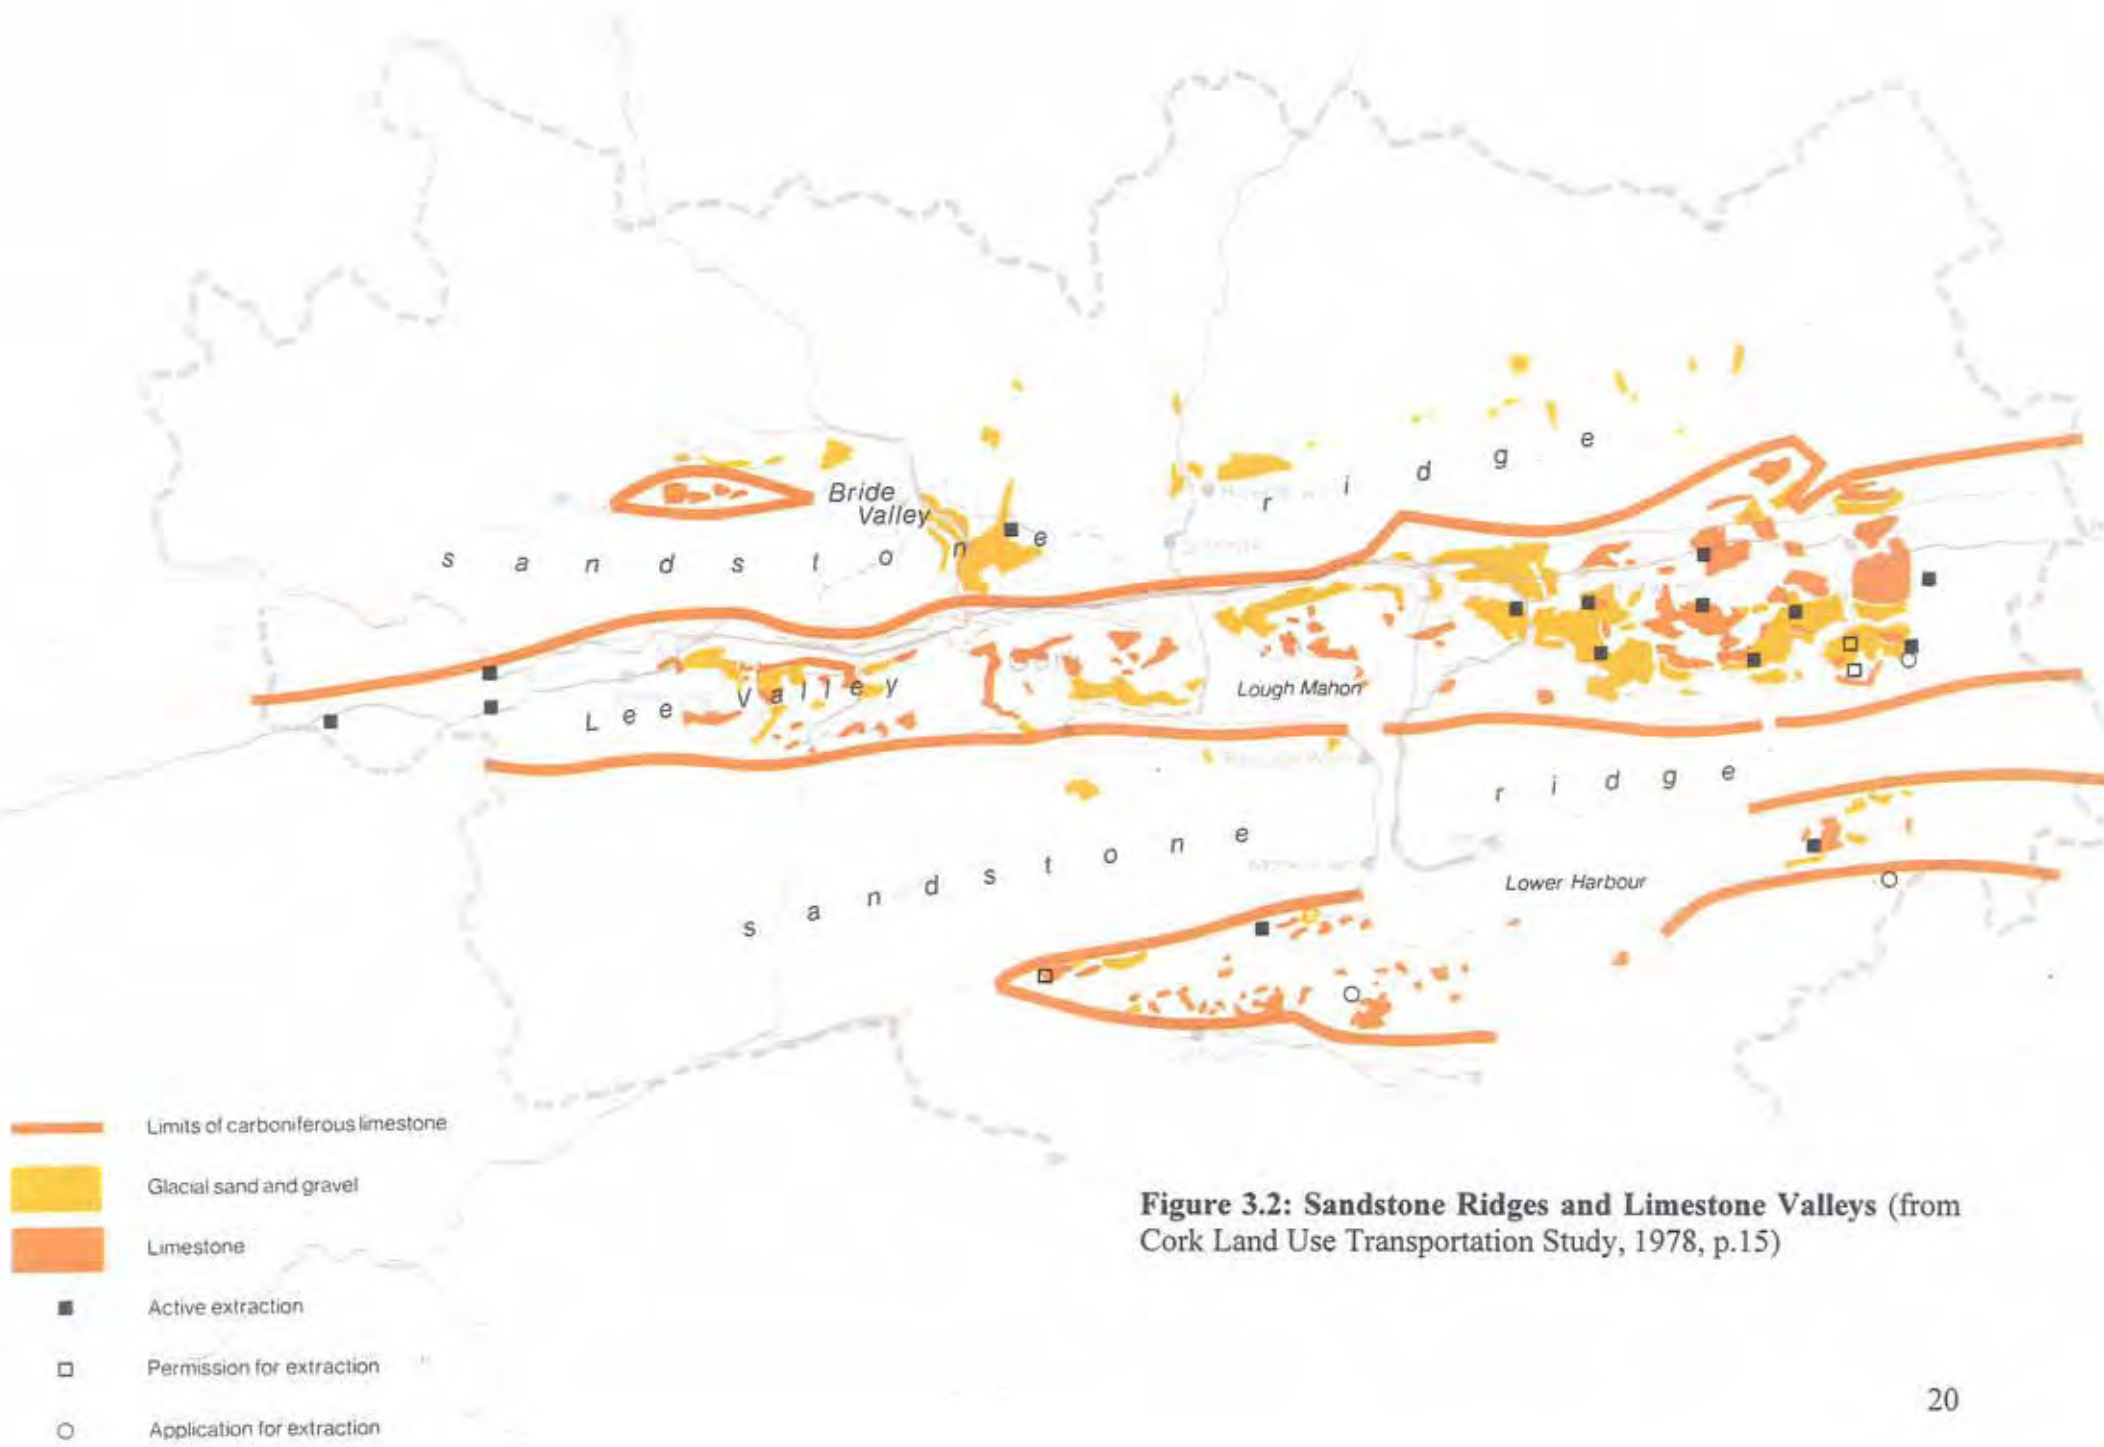 Bride
Valley
s a n d s t o n e
r i d g e
Lee Valley
Lough Mahon
r i d g e
s a n d s t o n e
Lower Harbour
Limits of carboniferous limestone
Glacial sand and gravel
Limestone
Active extraction
Permission for extraction
Application for extraction
Figure 3.2: Sandstone Ridges and Limestone Valleys (from
Cork Land Use Transportation Study, 1978, p.15)
20